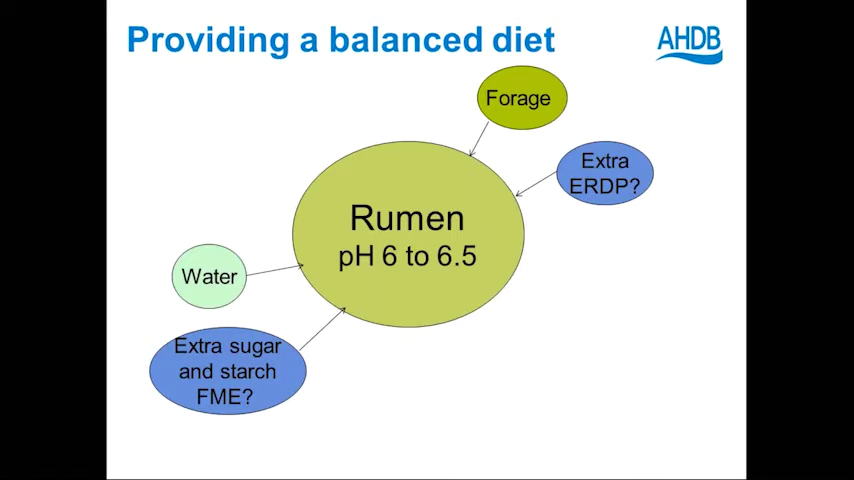 Providing a balanced diet
AHDB
Forage
Extra
ERDP?
Rumen
pH 6 to 6.5
Water
Extra sugar
and starch
FME?